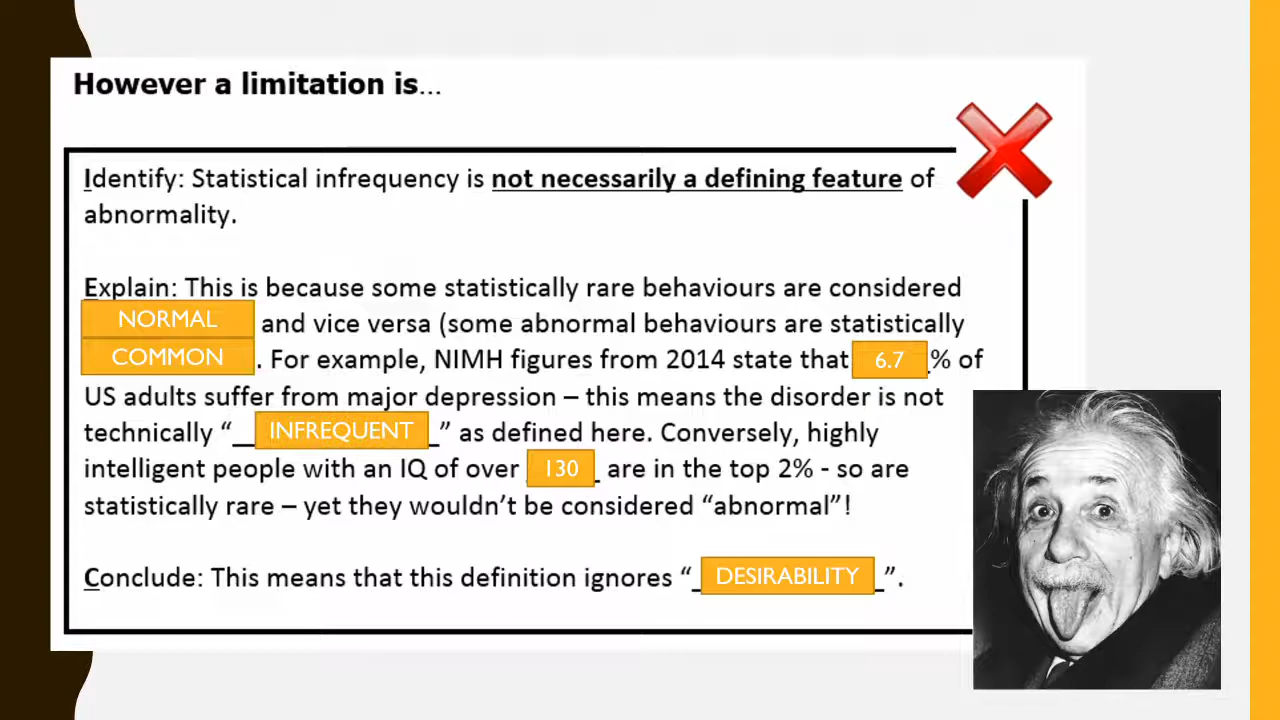 However a limitation is...
Identify: Statistical infrequency is not necessarily a defining feature of
abnormality.
Explain: This is because some statistically rare behaviours are considered
NORMAL and vice versa (some abnormal behaviours are statistically
COMMON . For example, NIMH figures from 2014 state that 6.7 _% of
US adults suffer from major depression – this means the disorder is not
technically “_ INFREQUENT _” as defined here. Conversely, highly
intelligent people with an IQ of over _130_ are in the top 2% - so are
statistically rare – yet they wouldn’t be considered “abnormal”!
Conclude: This means that this definition ignores “_ DESIRABILITY _”.